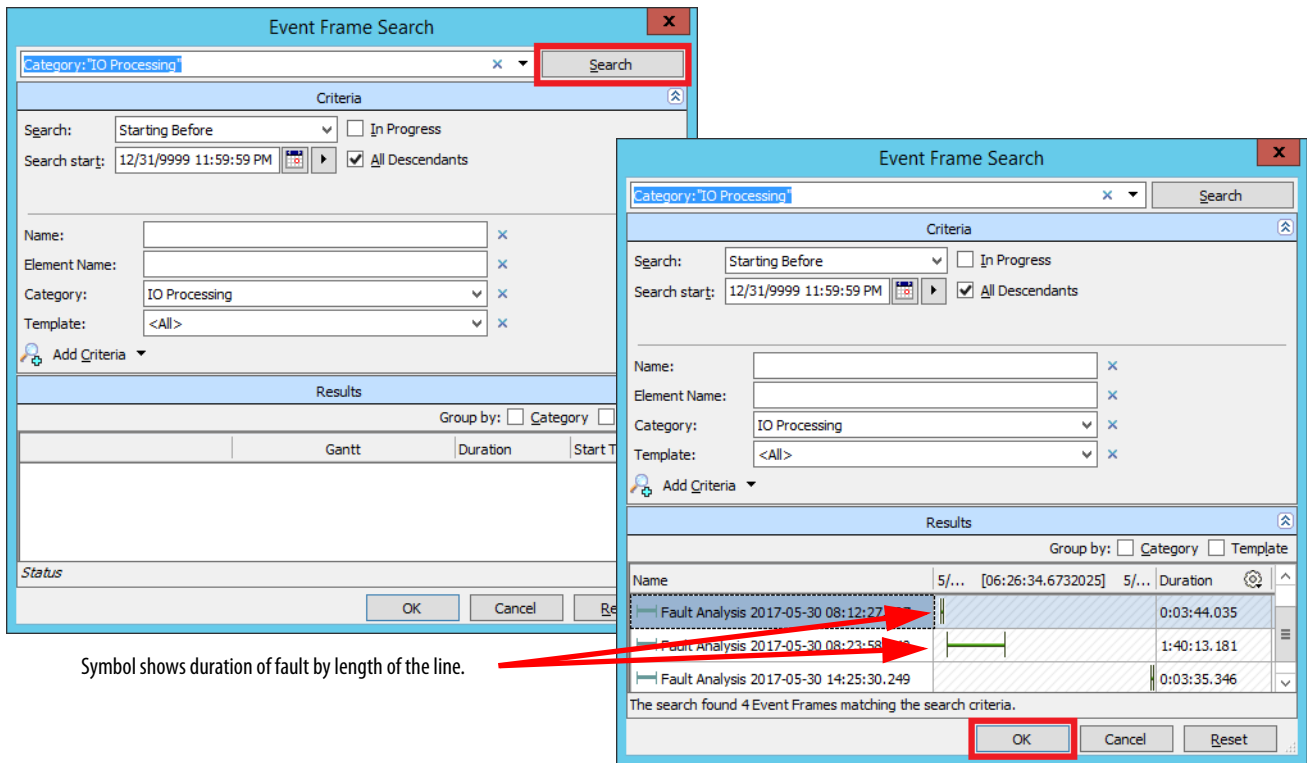 Event Frame Search
x
Category:"IO Processing"
Search
Criteria
Search: Starting Before In Progress
Search start: 12/31/9999 11:59:59 PM All Descendants
Name:
Element Name:
Category: IO Processing
Template: <All>
Add Criteria
Results
Group by: Category
Gantt Duration Start T
Status
OK Cancel Re
Symbol shows duration of fault by length of the line.
Event Frame Search
x
Category:"IO Processing"
Search
Criteria
Search: Starting Before In Progress
Search start: 12/31/9999 11:59:59 PM All Descendants
Name:
Element Name:
Category: IO Processing
Template: <All>
Add Criteria
Results
Group by: Category Template
Name 5/... [06:26:34.6732025] 5/... Duration
Fault Analysis 2017-05-30 08:12:27 0:03:44.035
Fault Analysis 2017-05-30 08:23:58 1:40:13.181
Fault Analysis 2017-05-30 14:25:30.249 0:03:35.346
The search found 4 Event Frames matching the search criteria.
OK Cancel Reset